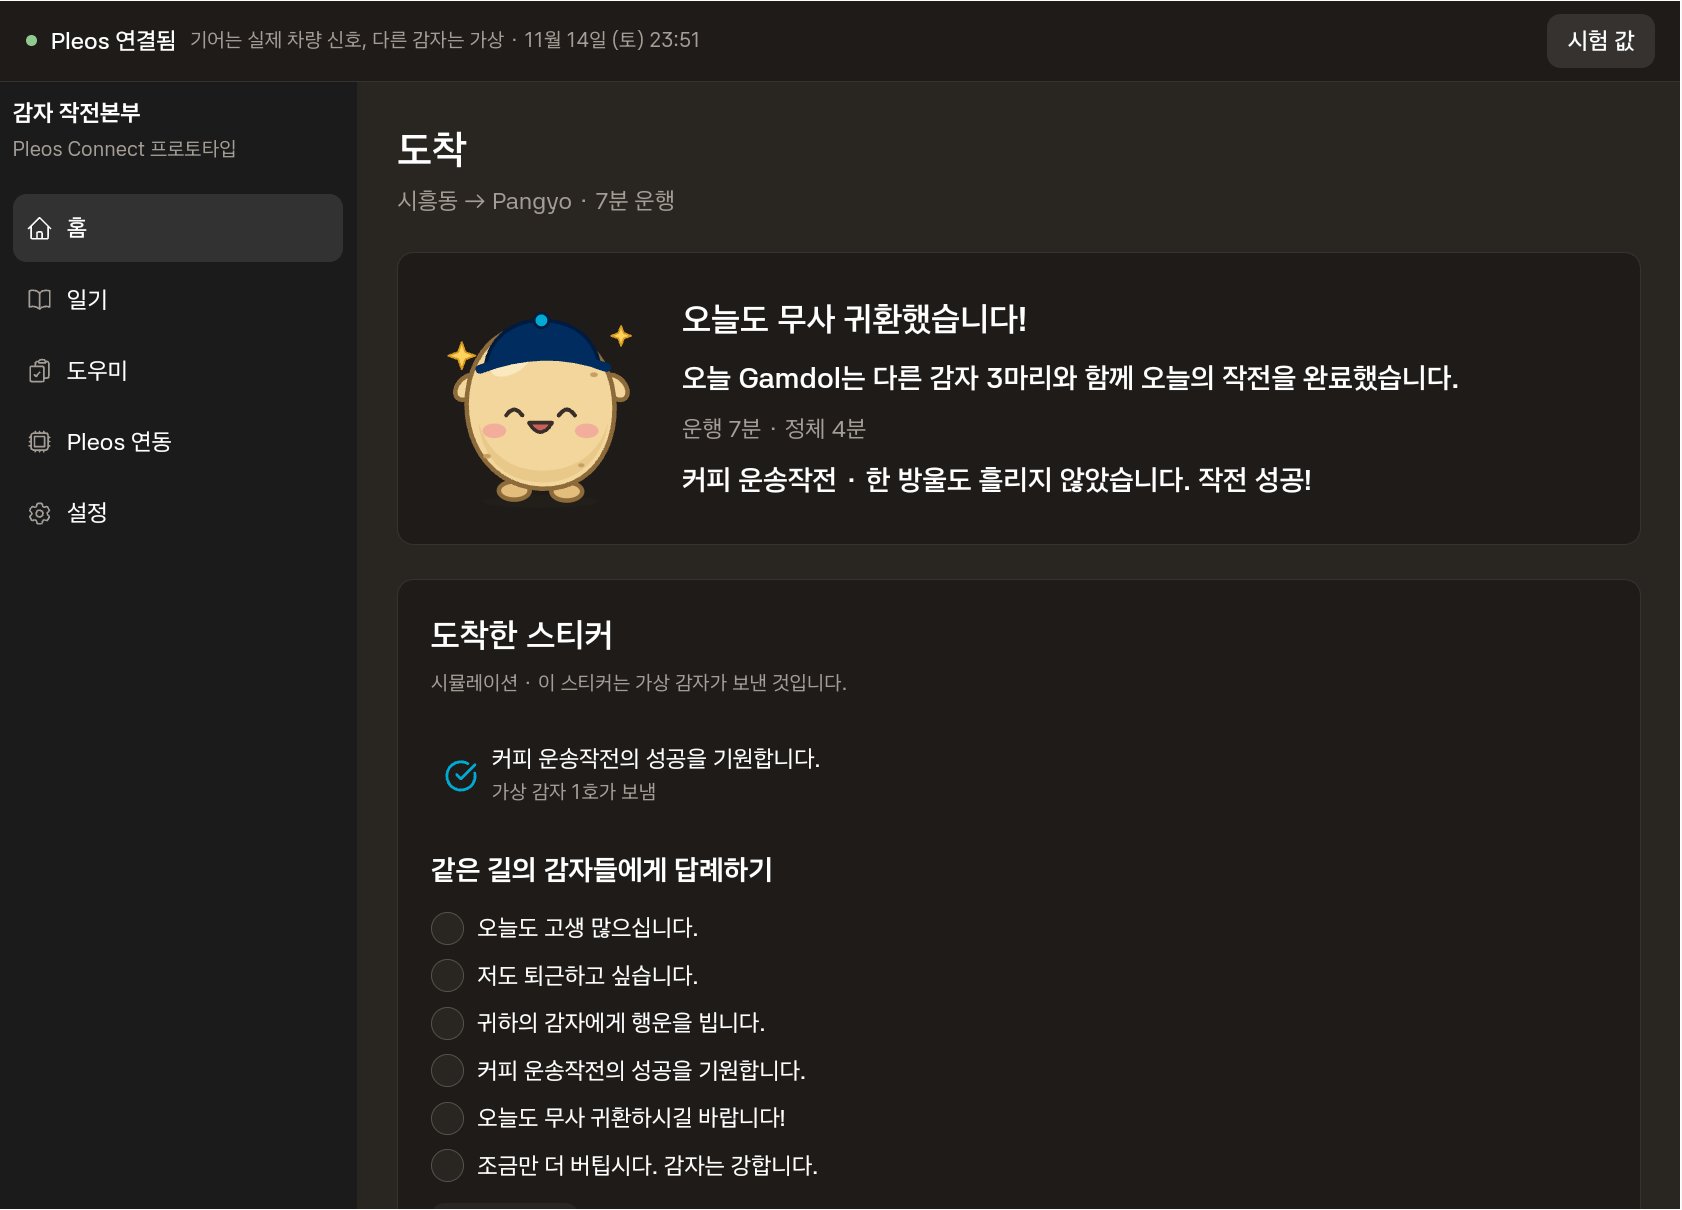 Pleos 연결됨 기어는 실제 차량 신호, 다른 감자는 가상 · 11월 14일 (토) 23:51
시험 값
감자 작전본부
Pleos Connect 프로토타입
홈
일기
도우미
Pleos 연동
설정
도착
시흥동 → Pangyo · 7분 운행
오늘도 무사 귀환했습니다!
오늘 Gamdol는 다른 감자 3마리와 함께 오늘의 작전을 완료했습니다.
운행 7분 · 정체 4분
커피 운송작전 · 한 방울도 흘리지 않았습니다. 작전 성공!
도착한 스티커
시뮬레이션 · 이 스티커는 가상 감자가 보낸 것입니다.
커피 운송작전의 성공을 기원합니다.
가상 감자 1호가 보냄
같은 길의 감자들에게 답례하기
오늘도 고생 많으십니다.
저도 퇴근하고 싶습니다.
귀하의 감자에게 행운을 빕니다.
커피 운송작전의 성공을 기원합니다.
오늘도 무사 귀환하시길 바랍니다!
조금만 더 버팁시다. 감자는 강합니다.